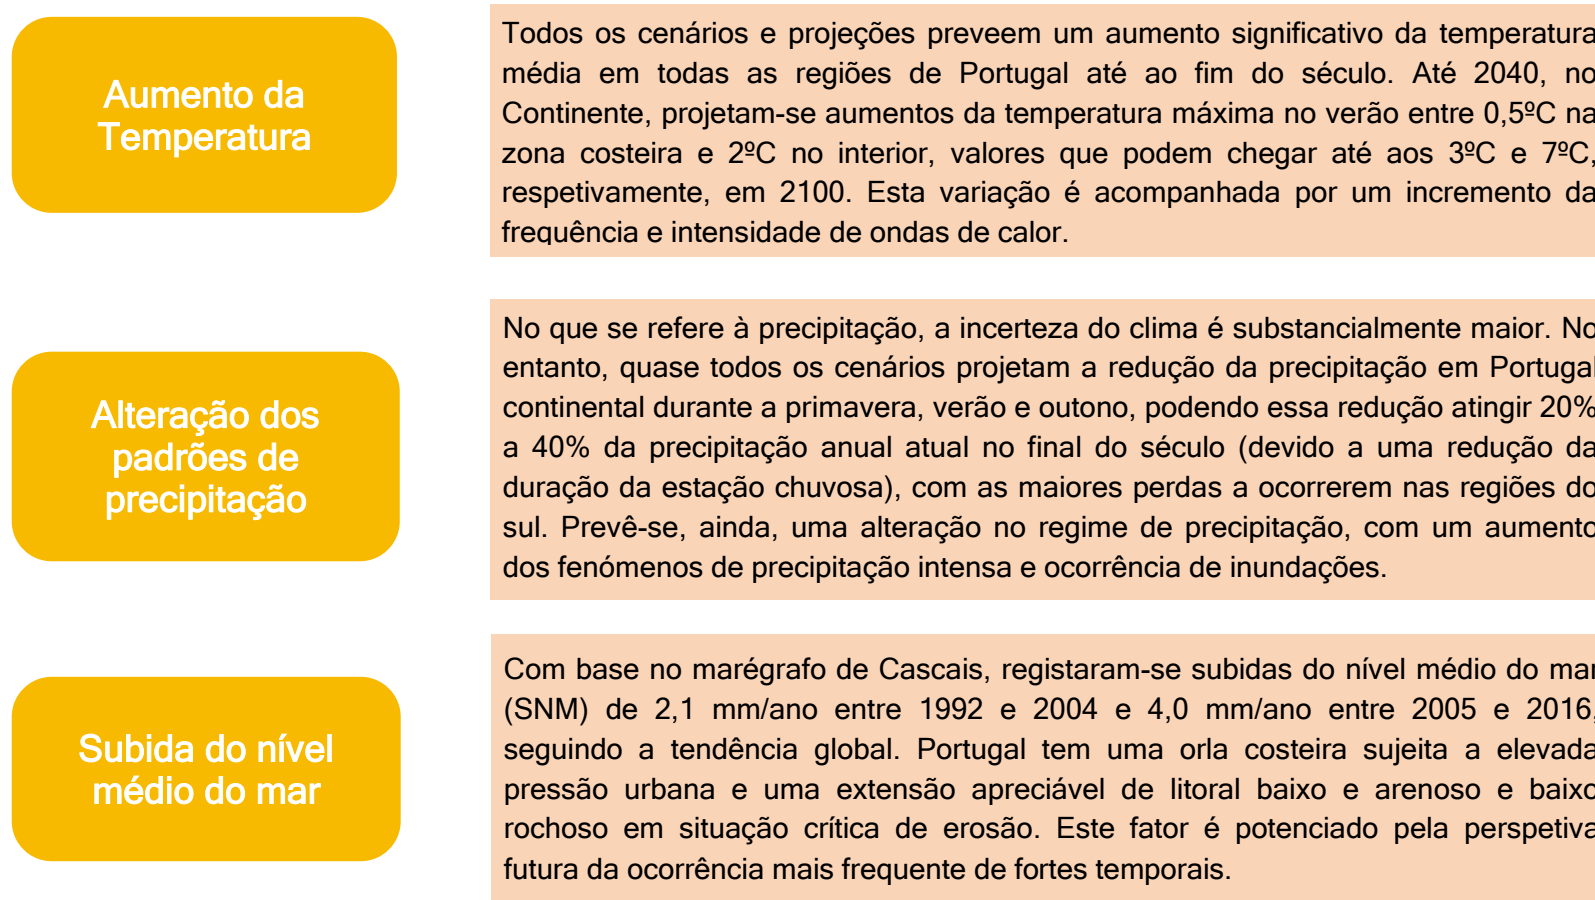 Aumento da
Temperatura
Todos os cenários e projeções preveem um aumento significativo da temperatura
média em todas as regiões de Portugal até ao fim do século. Até 2040, no
Continente, projetam-se aumentos da temperatura máxima no verão entre 0,5ºC na
zona costeira e 2ºC no interior, valores que podem chegar até aos 3ºC e 7ºC,
respetivamente, em 2100. Esta variação é acompanhada por um incremento da
frequência e intensidade de ondas de calor.
Alteração dos
padrões de
precipitação
No que se refere à precipitação, a incerteza do clima é substancialmente maior. No
entanto, quase todos os cenários projetam a redução da precipitação em Portugal
continental durante a primavera, verão e outono, podendo essa redução atingir 20%
a 40% da precipitação anual atual no final do século (devido a uma redução da
duração da estação chuvosa), com as maiores perdas a ocorrerem nas regiões do
sul. Prevê-se, ainda, uma alteração no regime de precipitação, com um aumento
dos fenómenos de precipitação intensa e ocorrência de inundações.
Subida do nível
médio do mar
Com base no marégrafo de Cascais, registaram-se subidas do nível médio do mar
(SNM) de 2,1 mm/ano entre 1992 e 2004 e 4,0 mm/ano entre 2005 e 2016,
seguindo a tendência global. Portugal tem uma orla costeira sujeita a elevada
pressão urbana e uma extensão apreciável de litoral baixo e arenoso e baixo
rochoso em situação crítica de erosão. Este fator é potenciado pela perspetiva
futura da ocorrência mais frequente de fortes temporais.